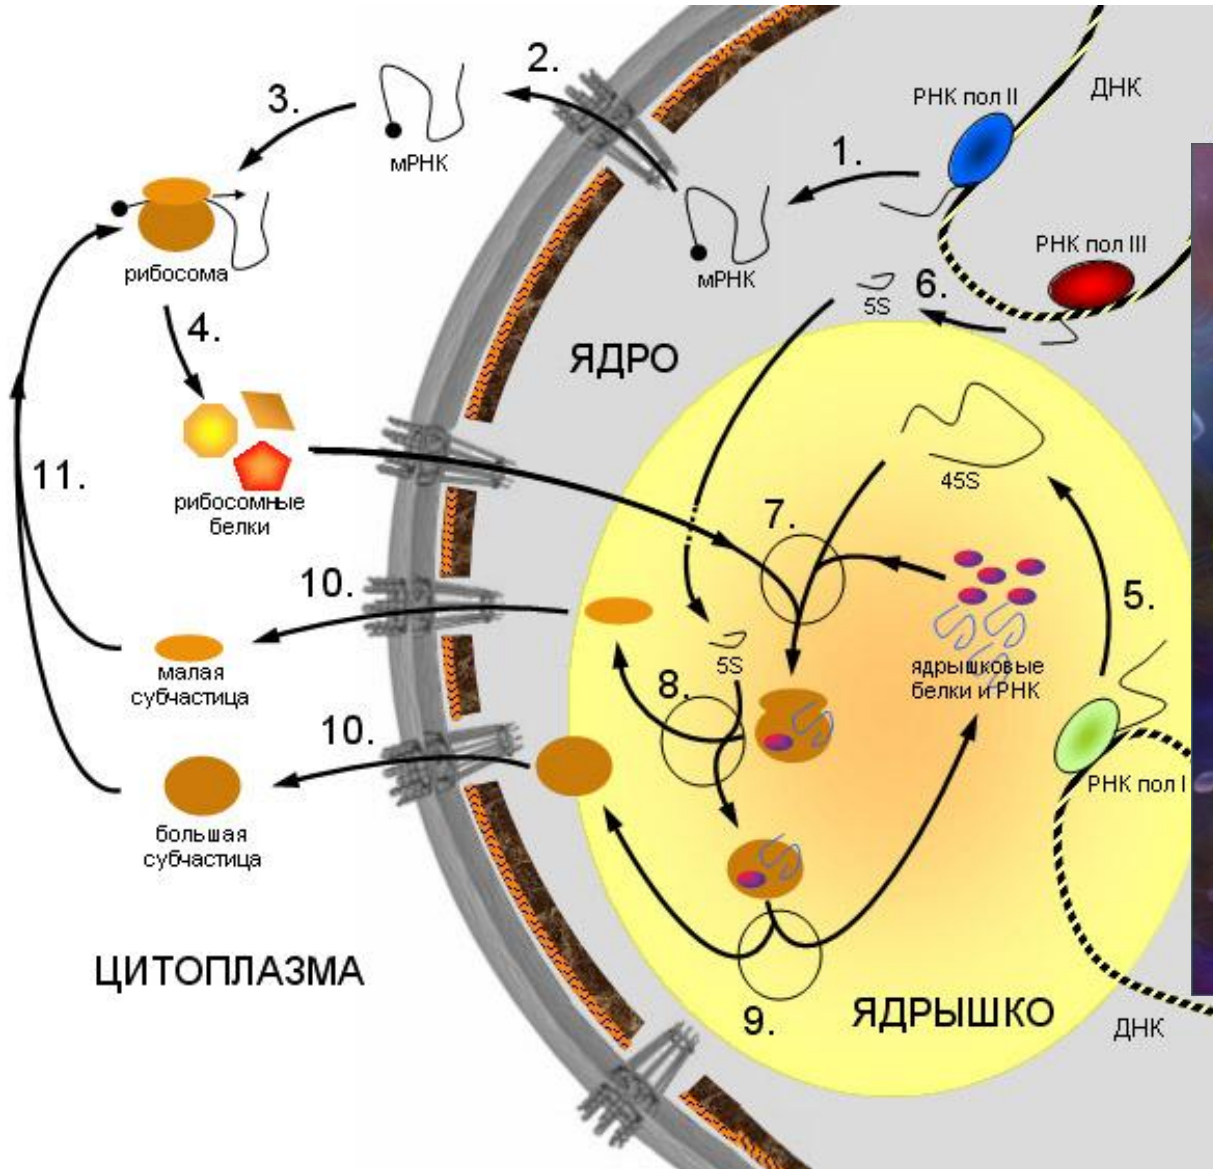 2.
РНК пол II
ДНК
3.
мРНК
1.
РНК пол III
рибосома
мРНК
5S
6.
4.
ЯДРО
45S
11.
рибосомные
белки
7.
10.
5.
5S
ядрышковые
белки и РНК
малая
субчастица
8.
10.
РНК пол I
большая
субчастица
ЦИТОПЛАЗМА
9.
ЯДРЫШКО
ДНК